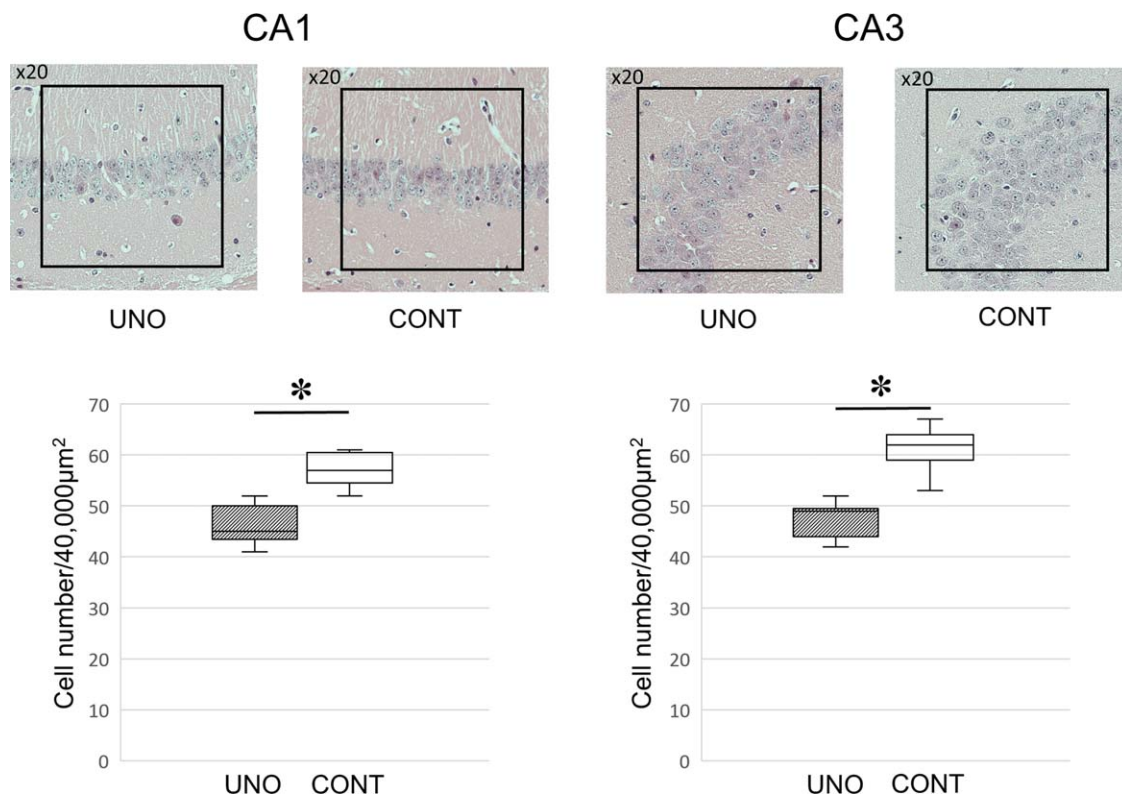 CA1
CA3
x20
x20
x20
x20
UNO
CONT
UNO
CONT
*
*
Cell number/40,000μm²
70
60
50
40
30
20
10
0
UNO
CONT
Cell number/40,000μm²
70
60
50
40
30
20
10
0
UNO
CONT